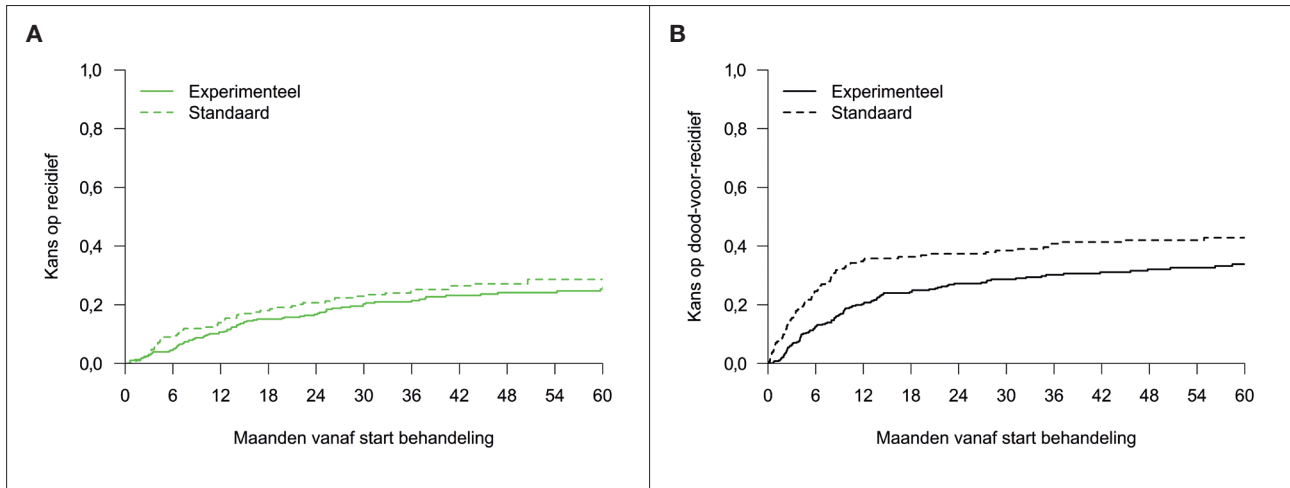 A
Kans op recidief
1,0
0,8
0,6
0,4
0,2
0,0
Experimenteel
Standaard
0 6 12 18 24 30 36 42 48 54 60
Maanden vanaf start behandeling
B
Kans op dood-voor-recidief
1,0
0,8
0,6
0,4
0,2
0,0
Experimenteel
Standaard
0 6 12 18 24 30 36 42 48 54 60
Maanden vanaf start behandeling